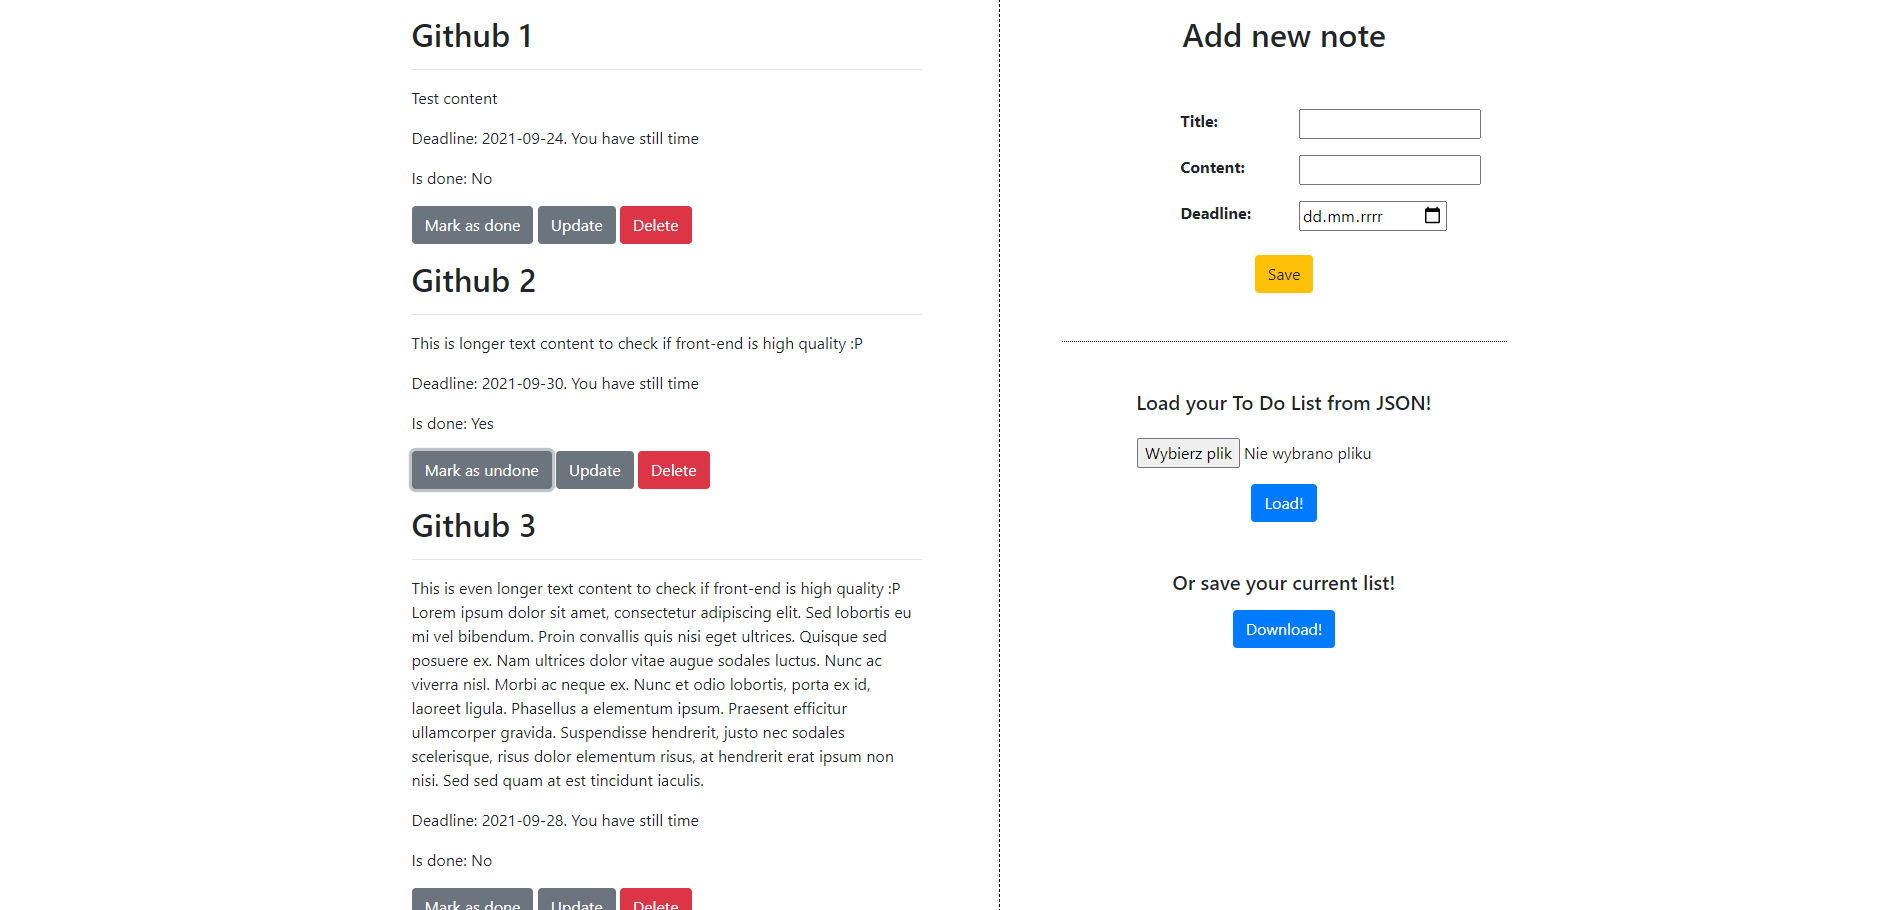 Github 1
Test content
Deadline: 2021-09-24. You have still time
Is done: No
Mark as done Update Delete
Github 2
This is longer text content to check if front-end is high quality :P
Deadline: 2021-09-30. You have still time
Is done: Yes
Mark as undone Update Delete
Github 3
This is even longer text content to check if front-end is high quality :P
Lorem ipsum dolor sit amet, consectetur adipiscing elit. Sed lobortis eu
mi vel bibendum. Proin convallis quis nisi eget ultrices. Quisque sed
posuere ex. Nam ultrices dolor vitae augue sodales luctus. Nunc ac
viverra nisl. Morbi ac neque ex. Nunc et odio lobortis, porta ex id,
laoreet ligula. Phasellus a elementum ipsum. Praesent efficitur
ullamcorper gravida. Suspendisse hendrerit, justo nec sodales
scelerisque, risus dolor elementum risus, at hendrerit erat ipsum non
nisi. Sed sed quam at est tincidunt iaculis.
Deadline: 2021-09-28. You have still time
Is done: No
Mark as done Update Delete
Add new note
Title:
Content:
Deadline: dd.mm.rrrr
Save
Load your To Do List from JSON!
Wybierz plik Nie wybrano pliku
Load!
Or save your current list!
Download!